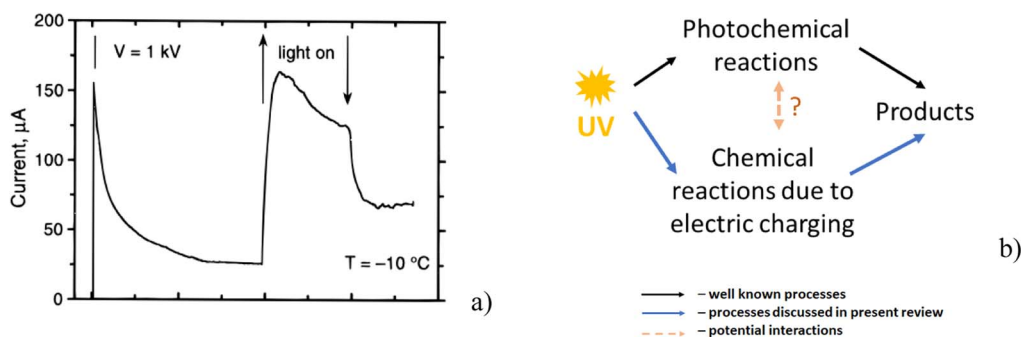 200
150
100
50
25
0
Current, µA
V = 1 kV
light on
T = –10 °C
a)
UV
Photochemical
reactions
?
Products
Chemical
reactions due to
electric charging
b)
– well known processes
– processes discussed in present review
– potential interactions